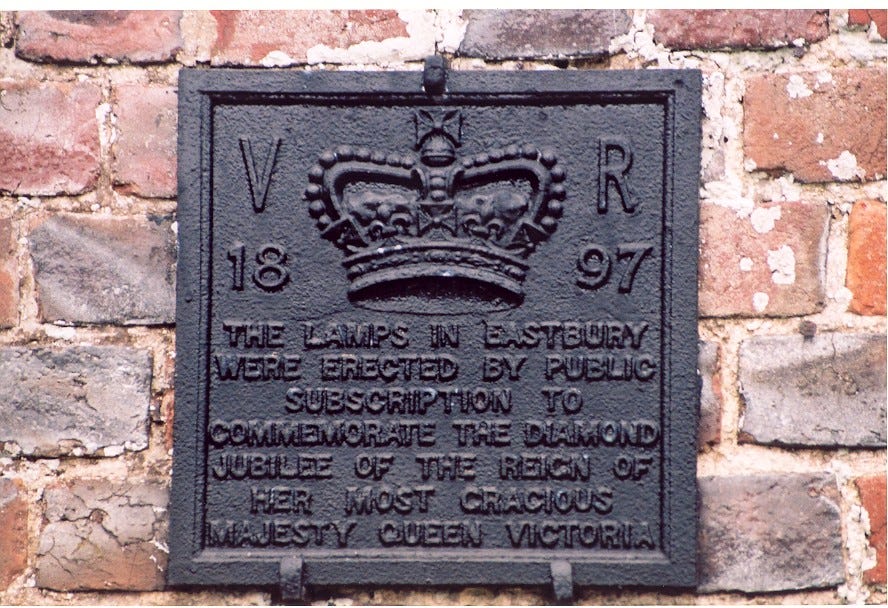 V R
18 97
THE LAMPS IN EASTBURY
WERE ERECTED BY PUBLIC
SUBSCRIPTION TO
COMMEMORATE THE DIAMOND
JUBILEE OF THE REIGN OF
HER MOST GRACIOUS
MAJESTY QUEEN VICTORIA